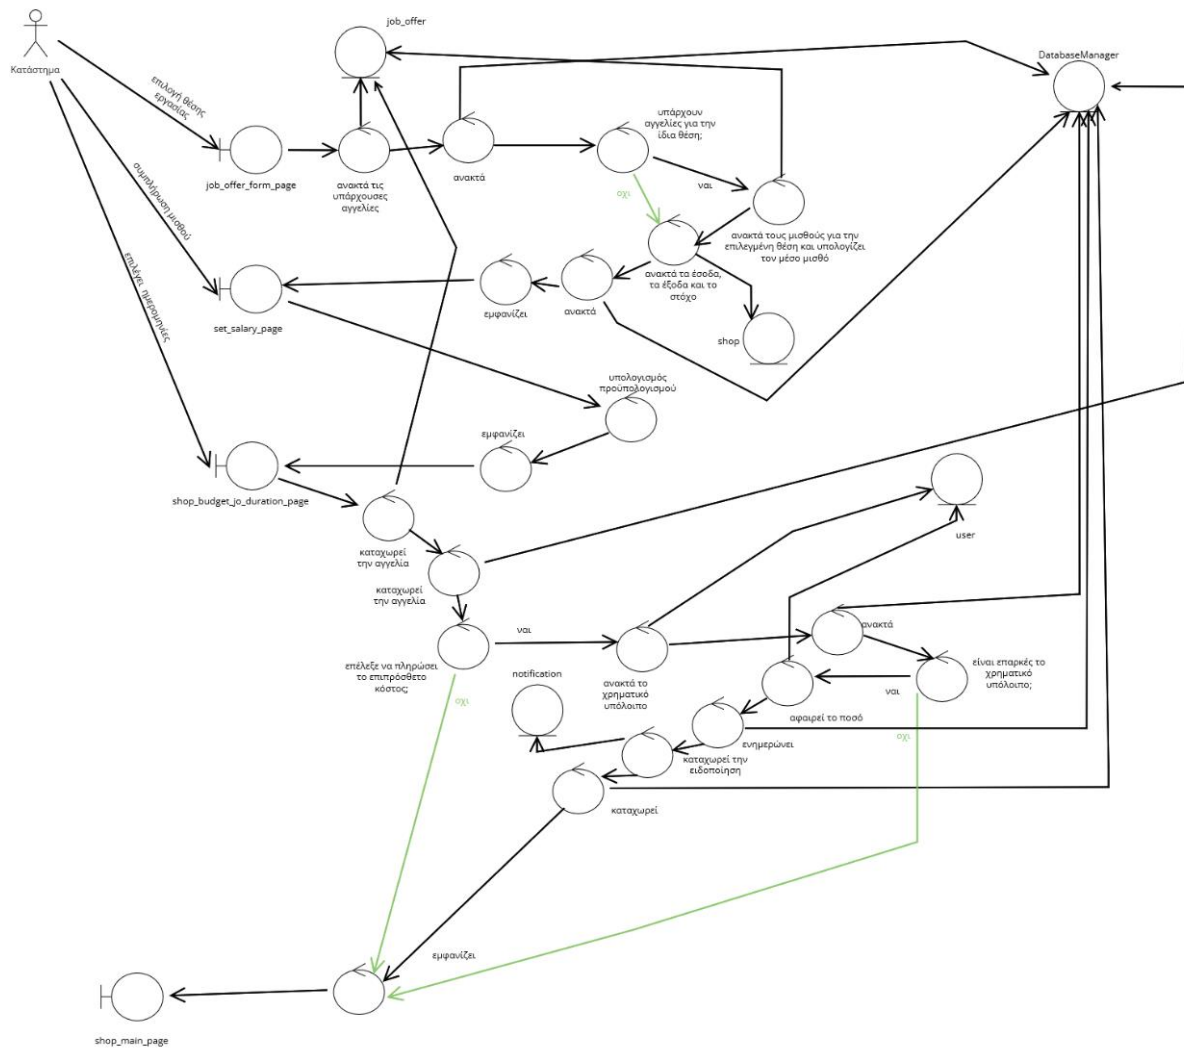 job_offer
Κατάστημα
DatabaseManager
επιλογή θέσης
εργασίας
υπάρχουν
αγγελίες για την
ίδια θέση;
job_offer_form_page
ανακτά τις
υπάρχουσες
αγγελίες
ανακτά
ναι
οχι
ανακτά τους μισθούς για την
επιλεγμένη θέση και υπολογίζει
τον μέσο μισθό
συμπλήρωση μισθού
ανακτά τα έσοδα,
τα έξοδα και το
στόχο
επιλέγει ημερομηνίες
set_salary_page
εμφανίζει
ανακτά
shop
υπολογισμός
προϋπολογισμού
εμφανίζει
shop_budget_jo_duration_page
user
καταχωρεί
την αγγελία
καταχωρεί
την αγγελία
ναι
ανακτά
επέλεξε να πληρώσει
το επιπρόσθετο
κόστος;
είναι επαρκές το
χρηματικό
υπόλοιπο;
notification
ανακτά το
χρηματικό
υπόλοιπο
ναι
οχι
αφαιρεί το ποσό
οχι
ενημερώνει
καταχωρεί την
ειδοποίηση
καταχωρεί
εμφανίζει
shop_main_page